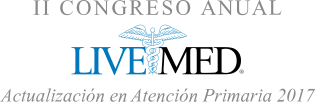 II CONGRESO ANUAL
LIVEMED®
Actualización en Atención Primaria 2017